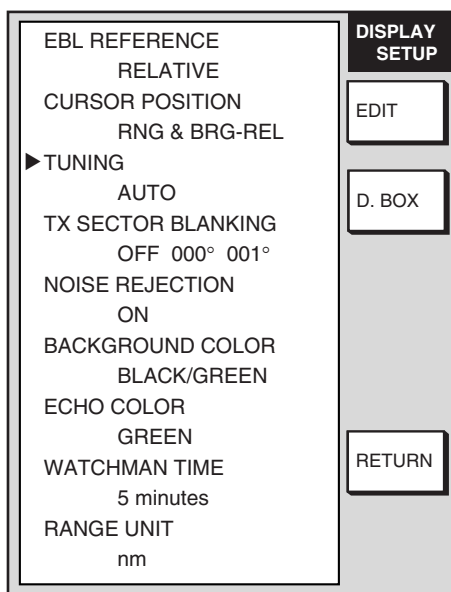 EBL REFERENCE
RELATIVE
CURSOR POSITION
RNG & BRG-REL
▶TUNING
AUTO
TX SECTOR BLANKING
OFF 000° 001°
NOISE REJECTION
ON
BACKGROUND COLOR
BLACK/GREEN
ECHO COLOR
GREEN
WATCHMAN TIME
5 minutes
RANGE UNIT
nm
DISPLAY
SETUP
EDIT
D. BOX
RETURN